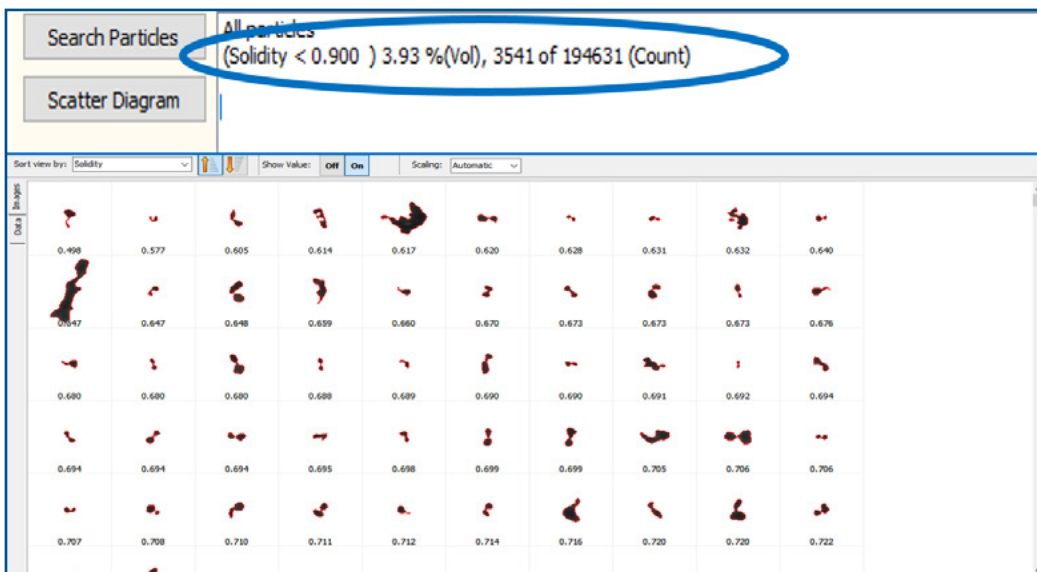 Search Particles
All particles
(Solidity < 0.900 ) 3.93 %(Vol), 3541 of 194631 (Count)
Scatter Diagram
Sort view by: Solidity Show Value: Off On Scaling: Automatic
Images
Data
0.498 0.577 0.605 0.614 0.617 0.620 0.628 0.631 0.632 0.640
0.647 0.647 0.648 0.659 0.660 0.670 0.673 0.673 0.673 0.676
0.680 0.680 0.680 0.688 0.689 0.690 0.690 0.691 0.692 0.694
0.694 0.694 0.694 0.695 0.698 0.699 0.699 0.705 0.706 0.706
0.707 0.708 0.710 0.711 0.712 0.714 0.716 0.720 0.720 0.722